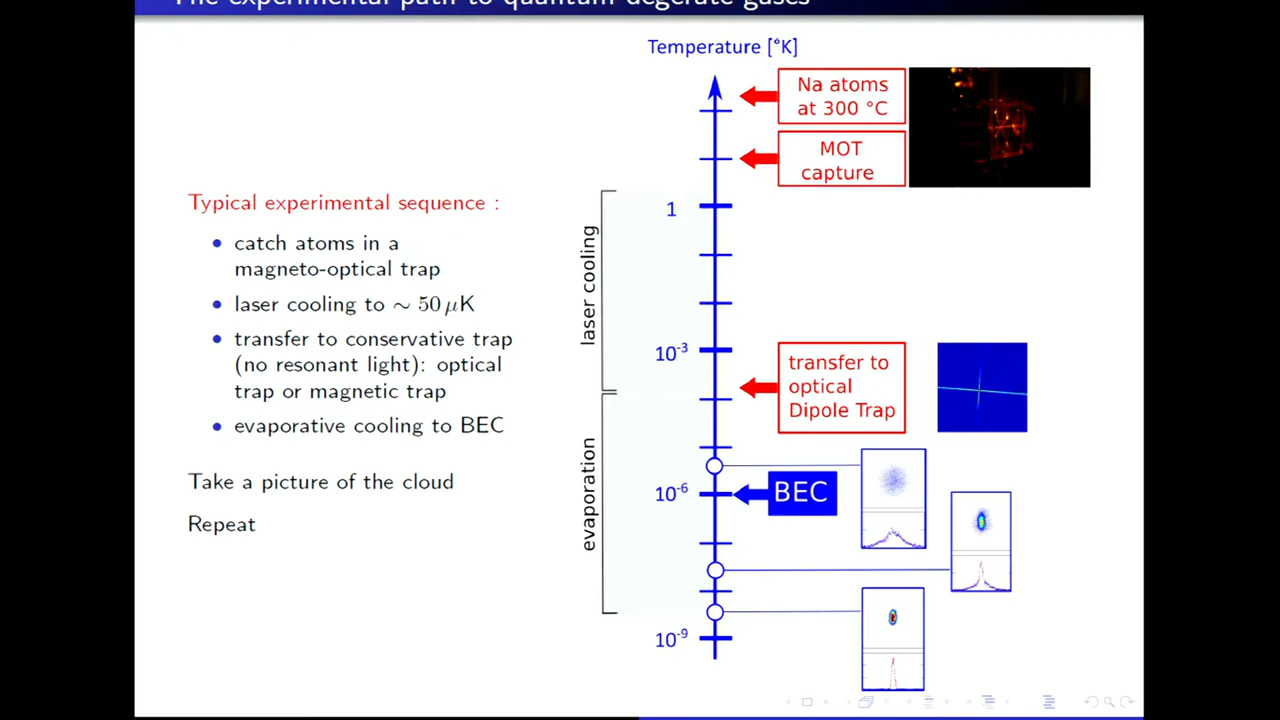 The experimental path to quantum degerate gases
Temperature [°K]
Na atoms
at 300 °C
MOT
capture
Typical experimental sequence :
catch atoms in a
magneto-optical trap
laser cooling to ∼ 50 μK
transfer to conservative trap
(no resonant light): optical
trap or magnetic trap
evaporative cooling to BEC
Take a picture of the cloud
Repeat
laser cooling
evaporation
1
10⁻³
transfer to
optical
Dipole Trap
10⁻⁶
BEC
10⁻⁹